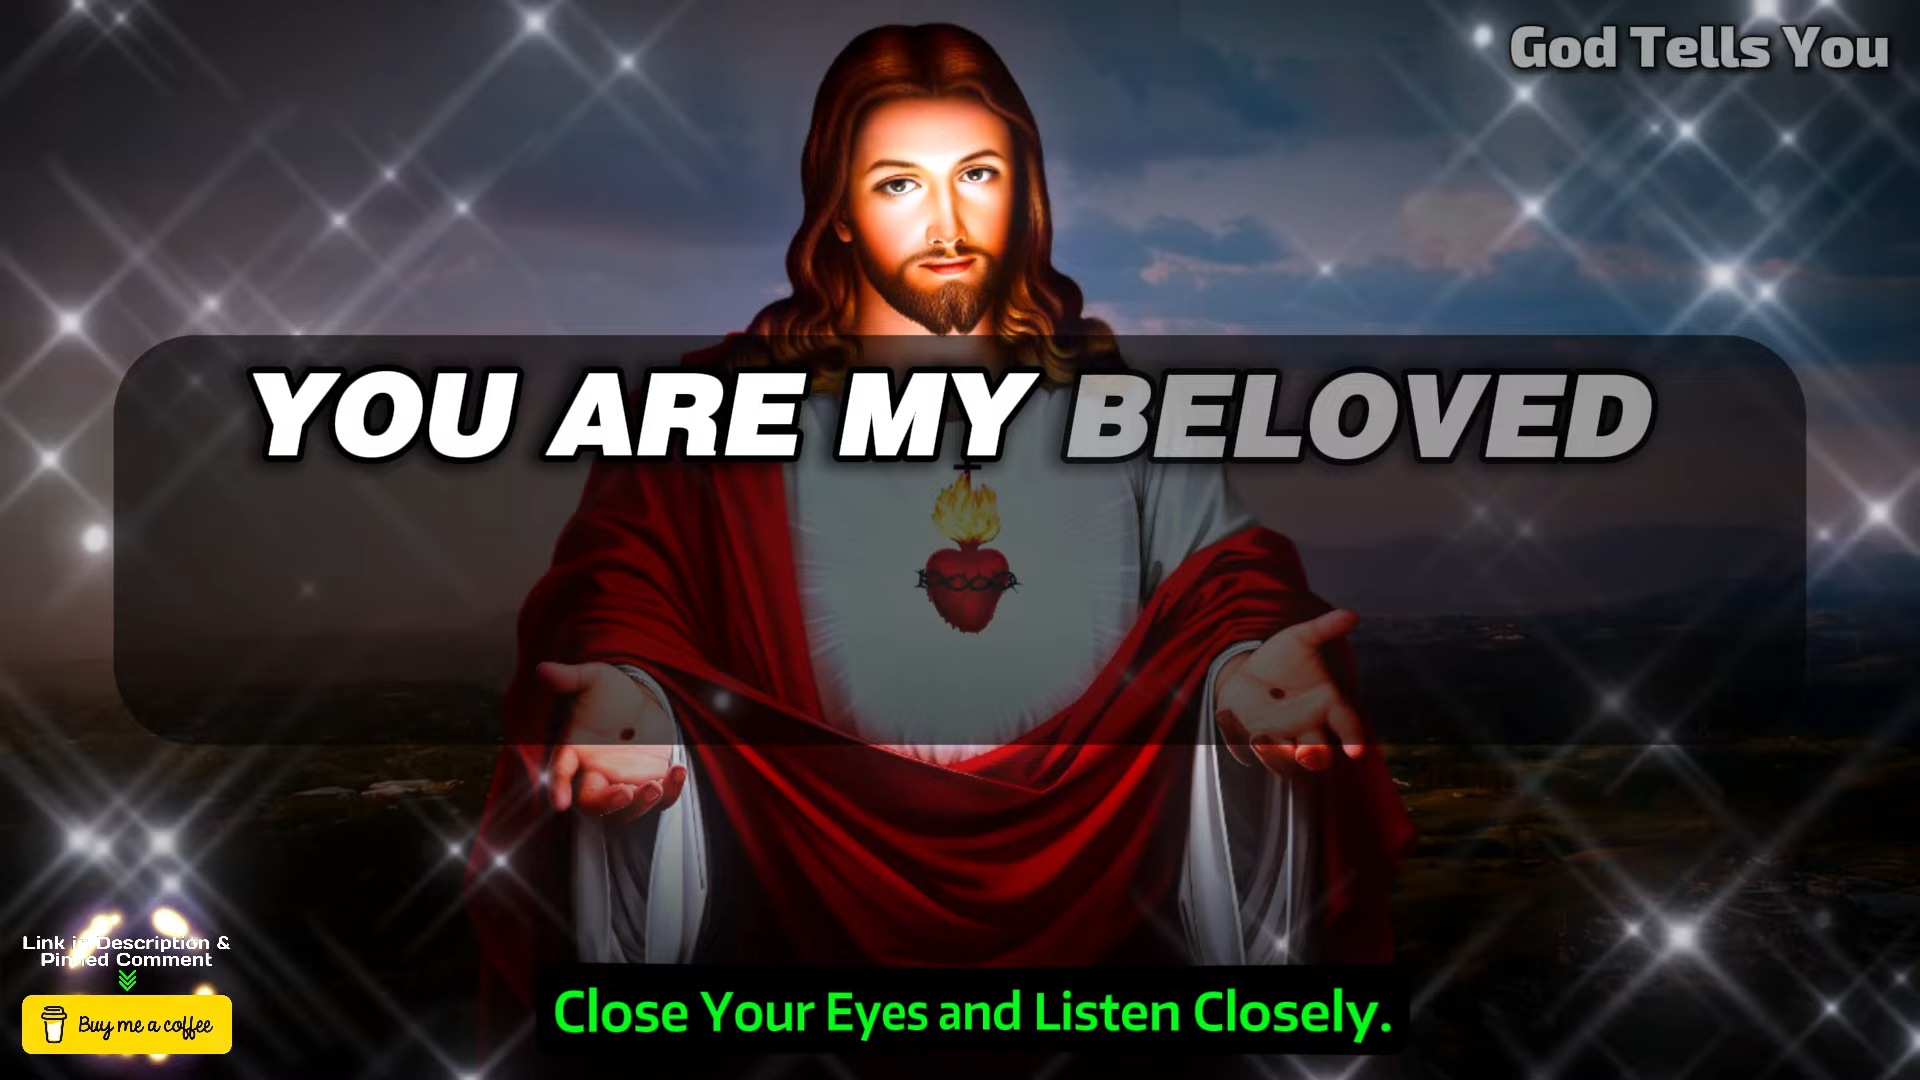 God Tells You
YOU ARE MY BELOVED
Link in Description &
Pinned Comment
Buy me a coffee
Close Your Eyes and Listen Closely.